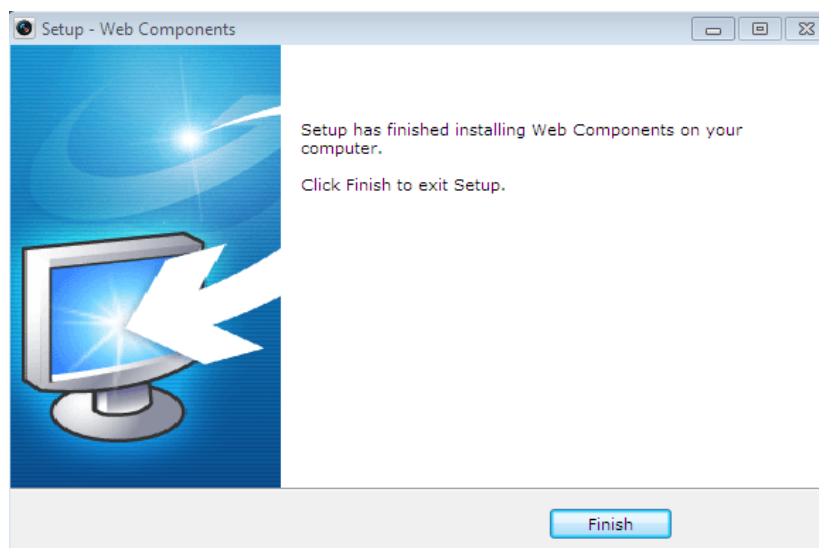 Setup - Web Components
Setup has finished installing Web Components on your
computer.
Click Finish to exit Setup.
Finish